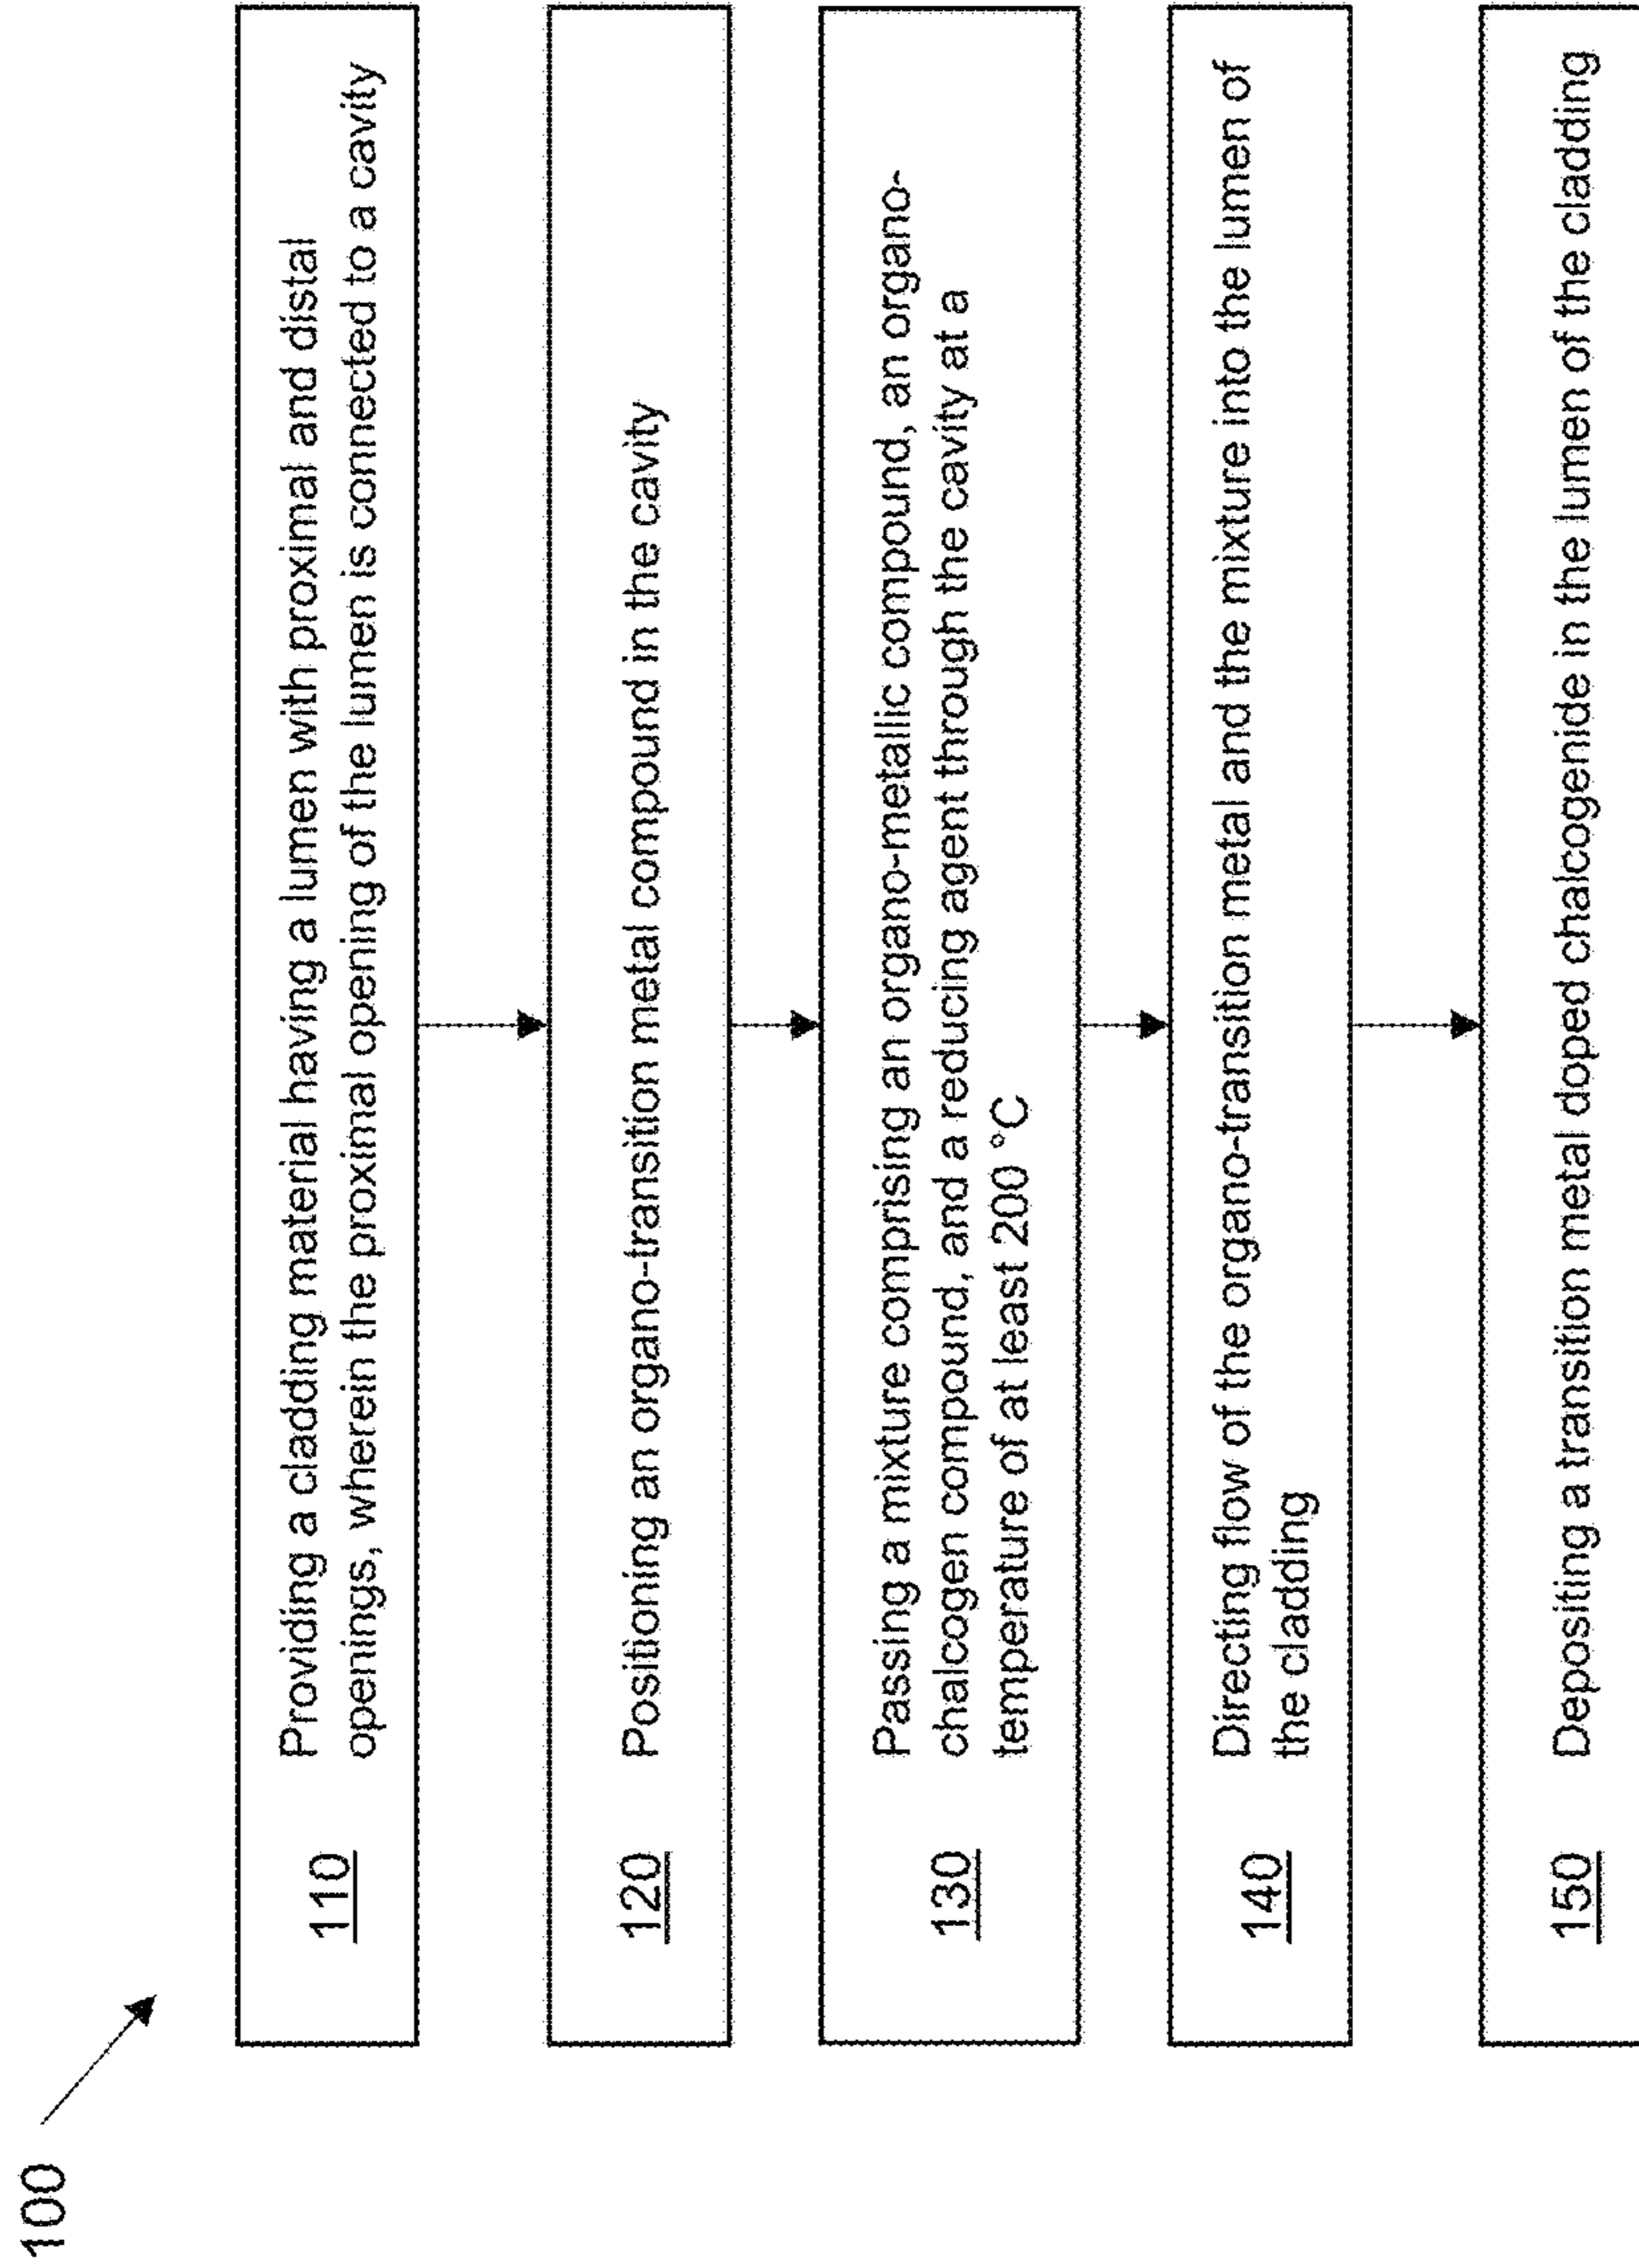 100
110
Providing a cladding material having a lumen with proximal and distal
openings, wherein the proximal opening of the lumen is connected to a cavity
120
Positioning an organo-transition metal compound in the cavity
130
Passing a mixture comprising an organo-metallic compound, an organo-
chalcogen compound, and a reducing agent through the cavity at a
temperature of at least 200 °C
140
Directing flow of the organo-transition metal and the mixture into the lumen of
the cladding
150
Depositing a transition metal doped chalcogenide in the lumen of the cladding